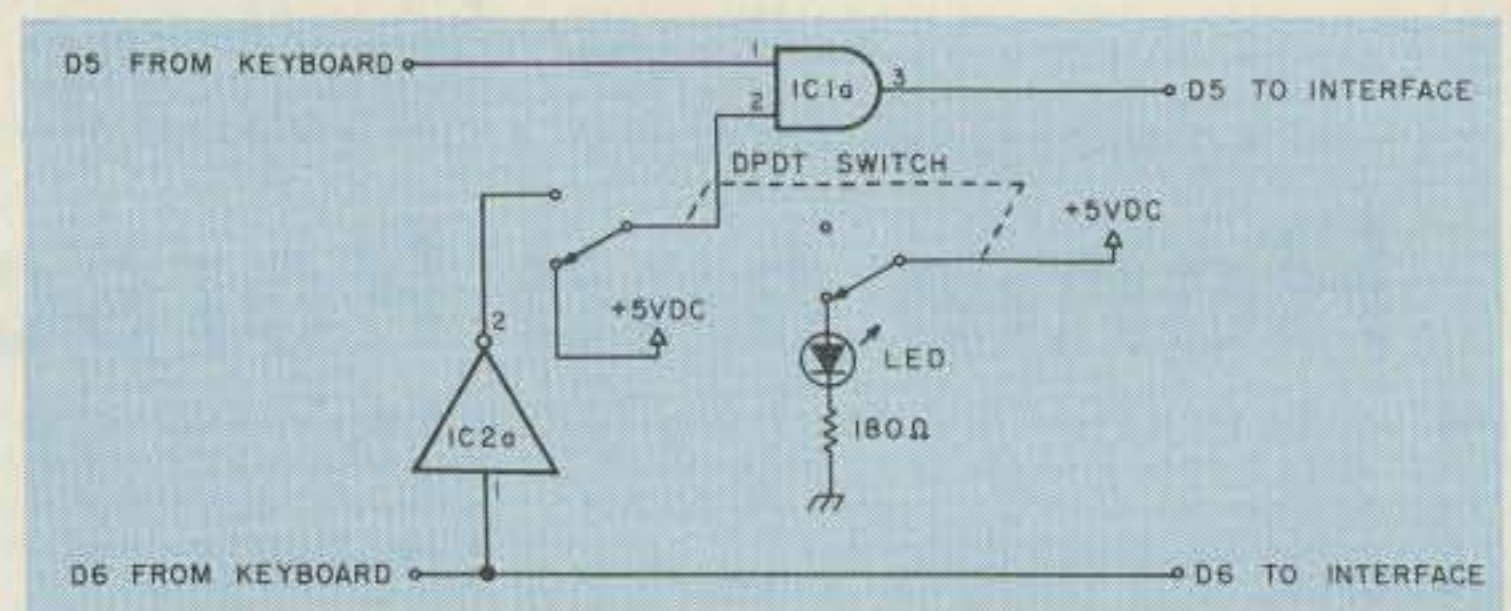 D5 FROM KEYBOARD
1
2
IC1a
3
D5 TO INTERFACE
DPDT SWITCH
+5VDC
+5VDC
2
LED
IC2a
180Ω
1
D6 FROM KEYBOARD
D6 TO INTERFACE